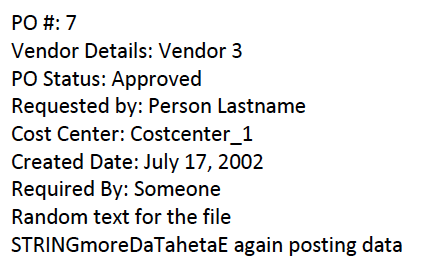 PO #: 7
Vendor Details: Vendor 3
PO Status: Approved
Requested by: Person Lastname
Cost Center: Costcenter_1
Created Date: July 17, 2002
Required By: Someone
Random text for the file
STRINGmoreDaTahetaE again posting data